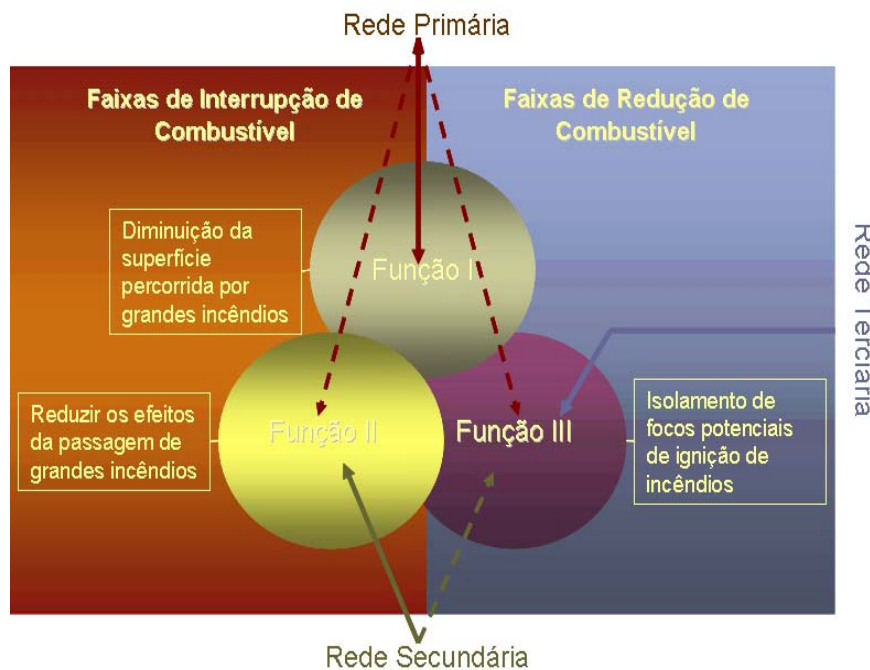 Rede Primária
Faixas de Interrupção de
Combustível
Faixas de Redução de
Combustível
Diminuição da
superfície
percorrida por
grandes incêndios
Função I
Rede Terciaria
Reduzir os efeitos
da passagem de
grandes incêndios
Função II
Função III
Isolamento de
focos potenciais
de ignição de
incêndios
Rede Secundária